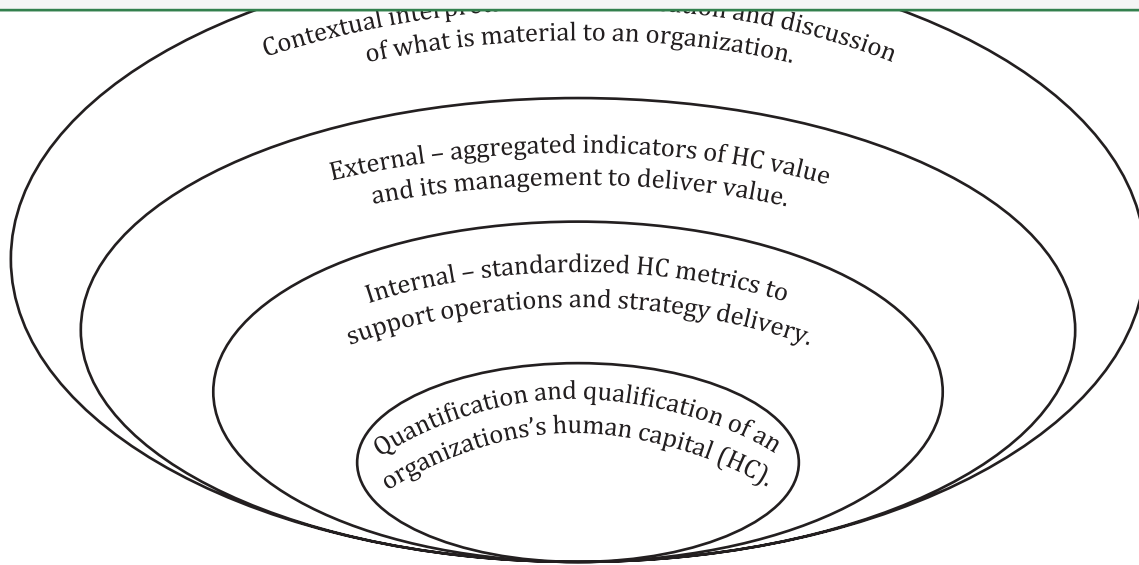 Contextual and discussion
of what is material to an organization.
External – aggregated indicators of HC value
and its management to deliver value.
Internal – standardized HC metrics to
support operations and strategy delivery.
Quantification and qualification of an
organizations's human capital (HC).